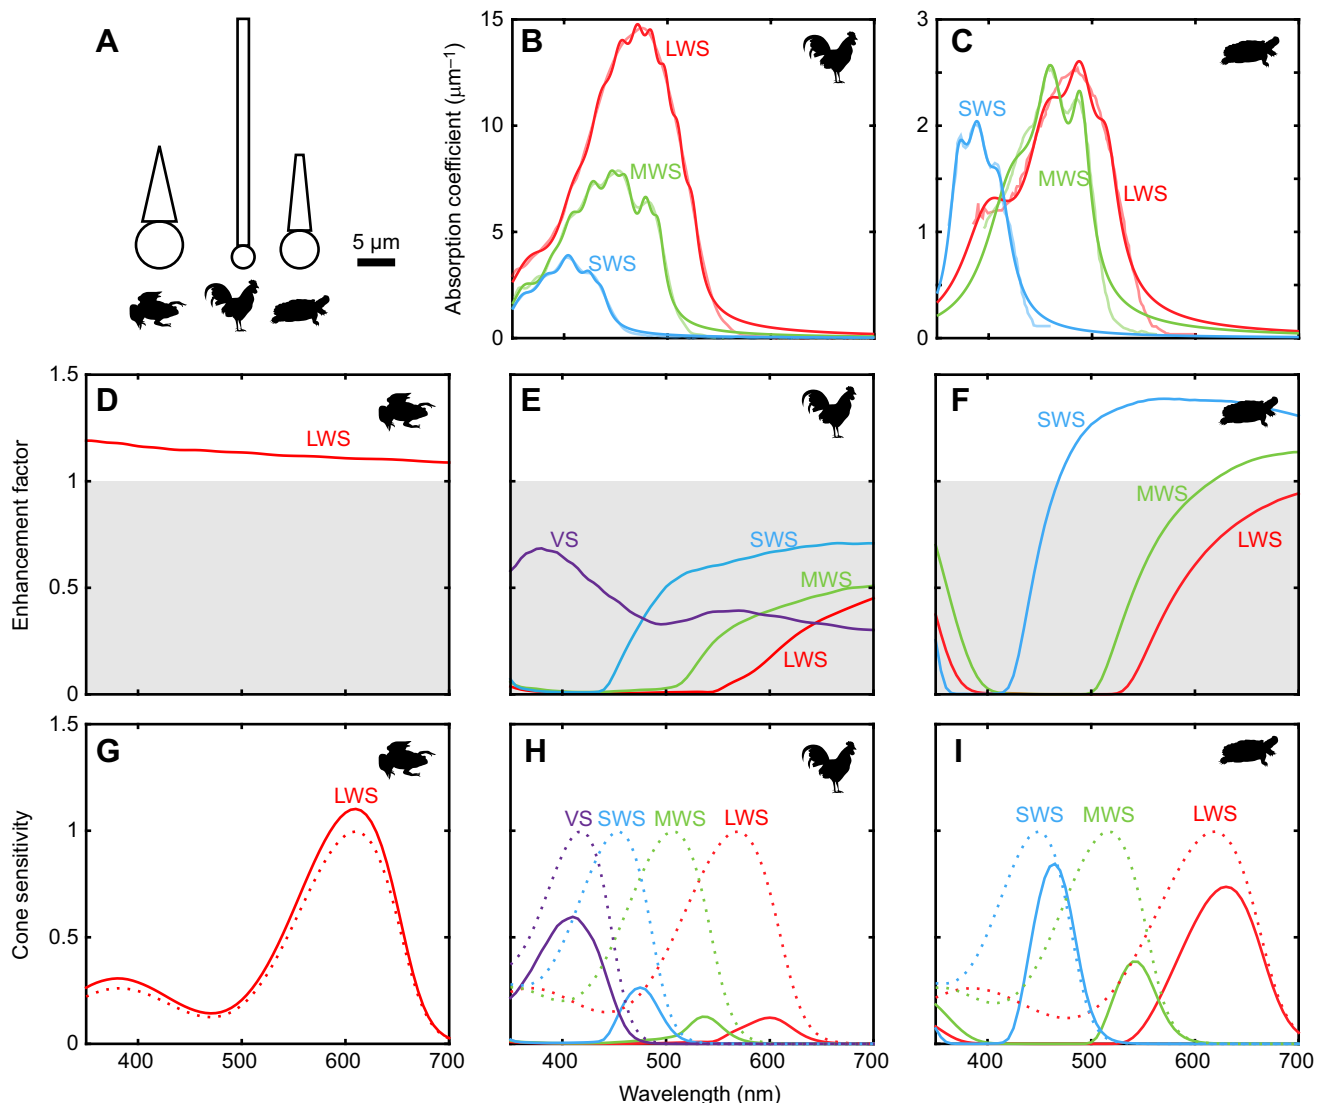 A
5 µm
B
15
10
5
0
Absorption coefficient (µm⁻¹)
LWS
MWS
SWS
C
3
2
1
0
SWS
MWS
LWS
D
1.5
1
0.5
0
Enhancement factor
LWS
400 500 600 700
E
VS
SWS
MWS
LWS
F
SWS
MWS
LWS
G
1.5
1
0.5
0
Cone sensitivity
LWS
H
VS SWS MWS LWS
400 500 600 700
Wavelength (nm)
I
SWS MWS LWS
400 500 600 700